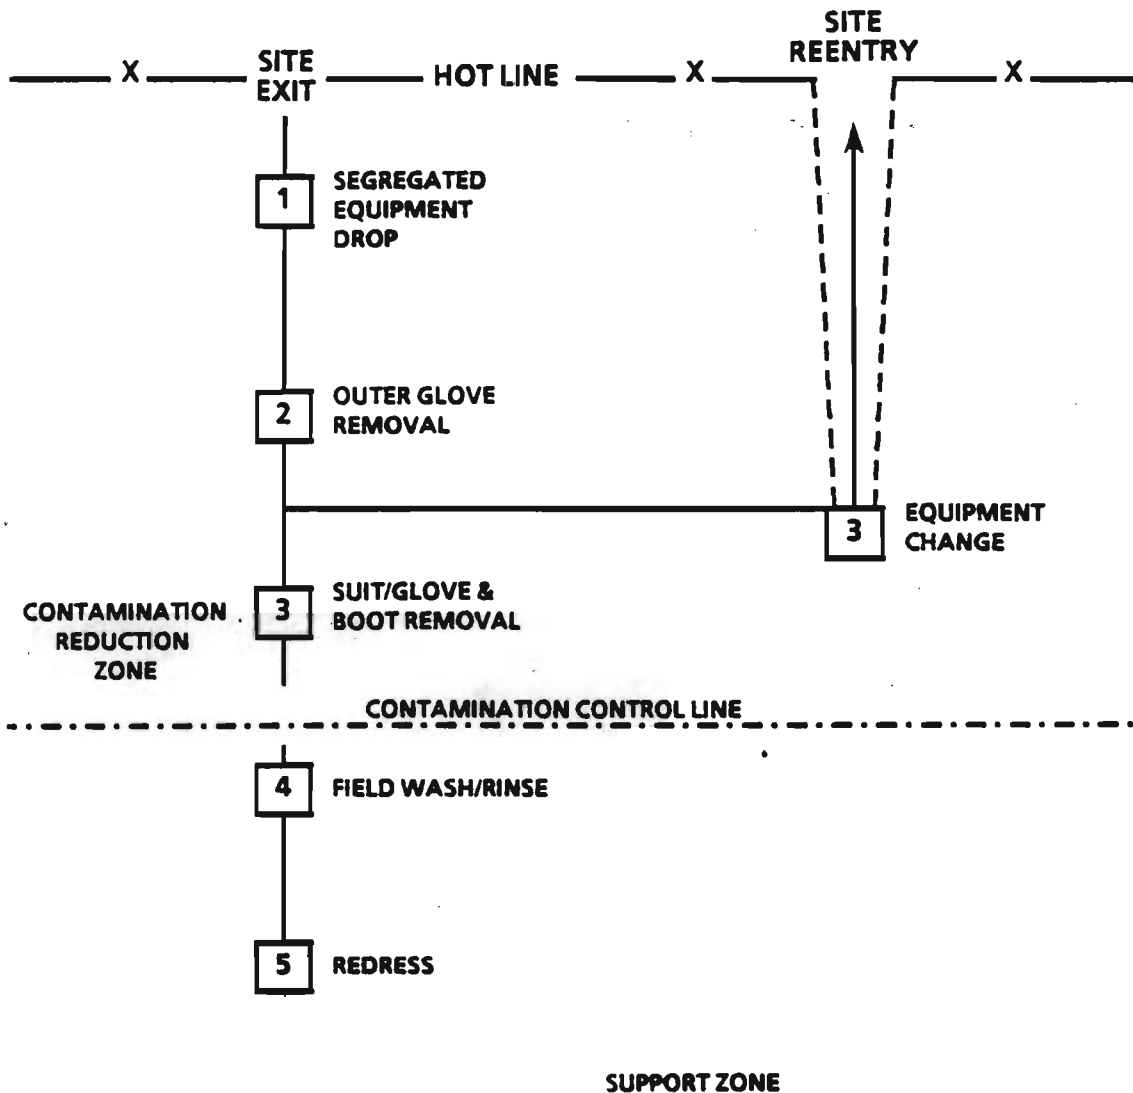 SITE
REENTRY
X
SITE
EXIT
HOT LINE
X
X
1
SEGREGATED
EQUIPMENT
DROP
2
OUTER GLOVE
REMOVAL
3
EQUIPMENT
CHANGE
3
SUIT/GLOVE &
BOOT REMOVAL
CONTAMINATION
REDUCTION
ZONE
CONTAMINATION CONTROL LINE
4
FIELD WASH/RINSE
5
REDRESS
SUPPORT ZONE